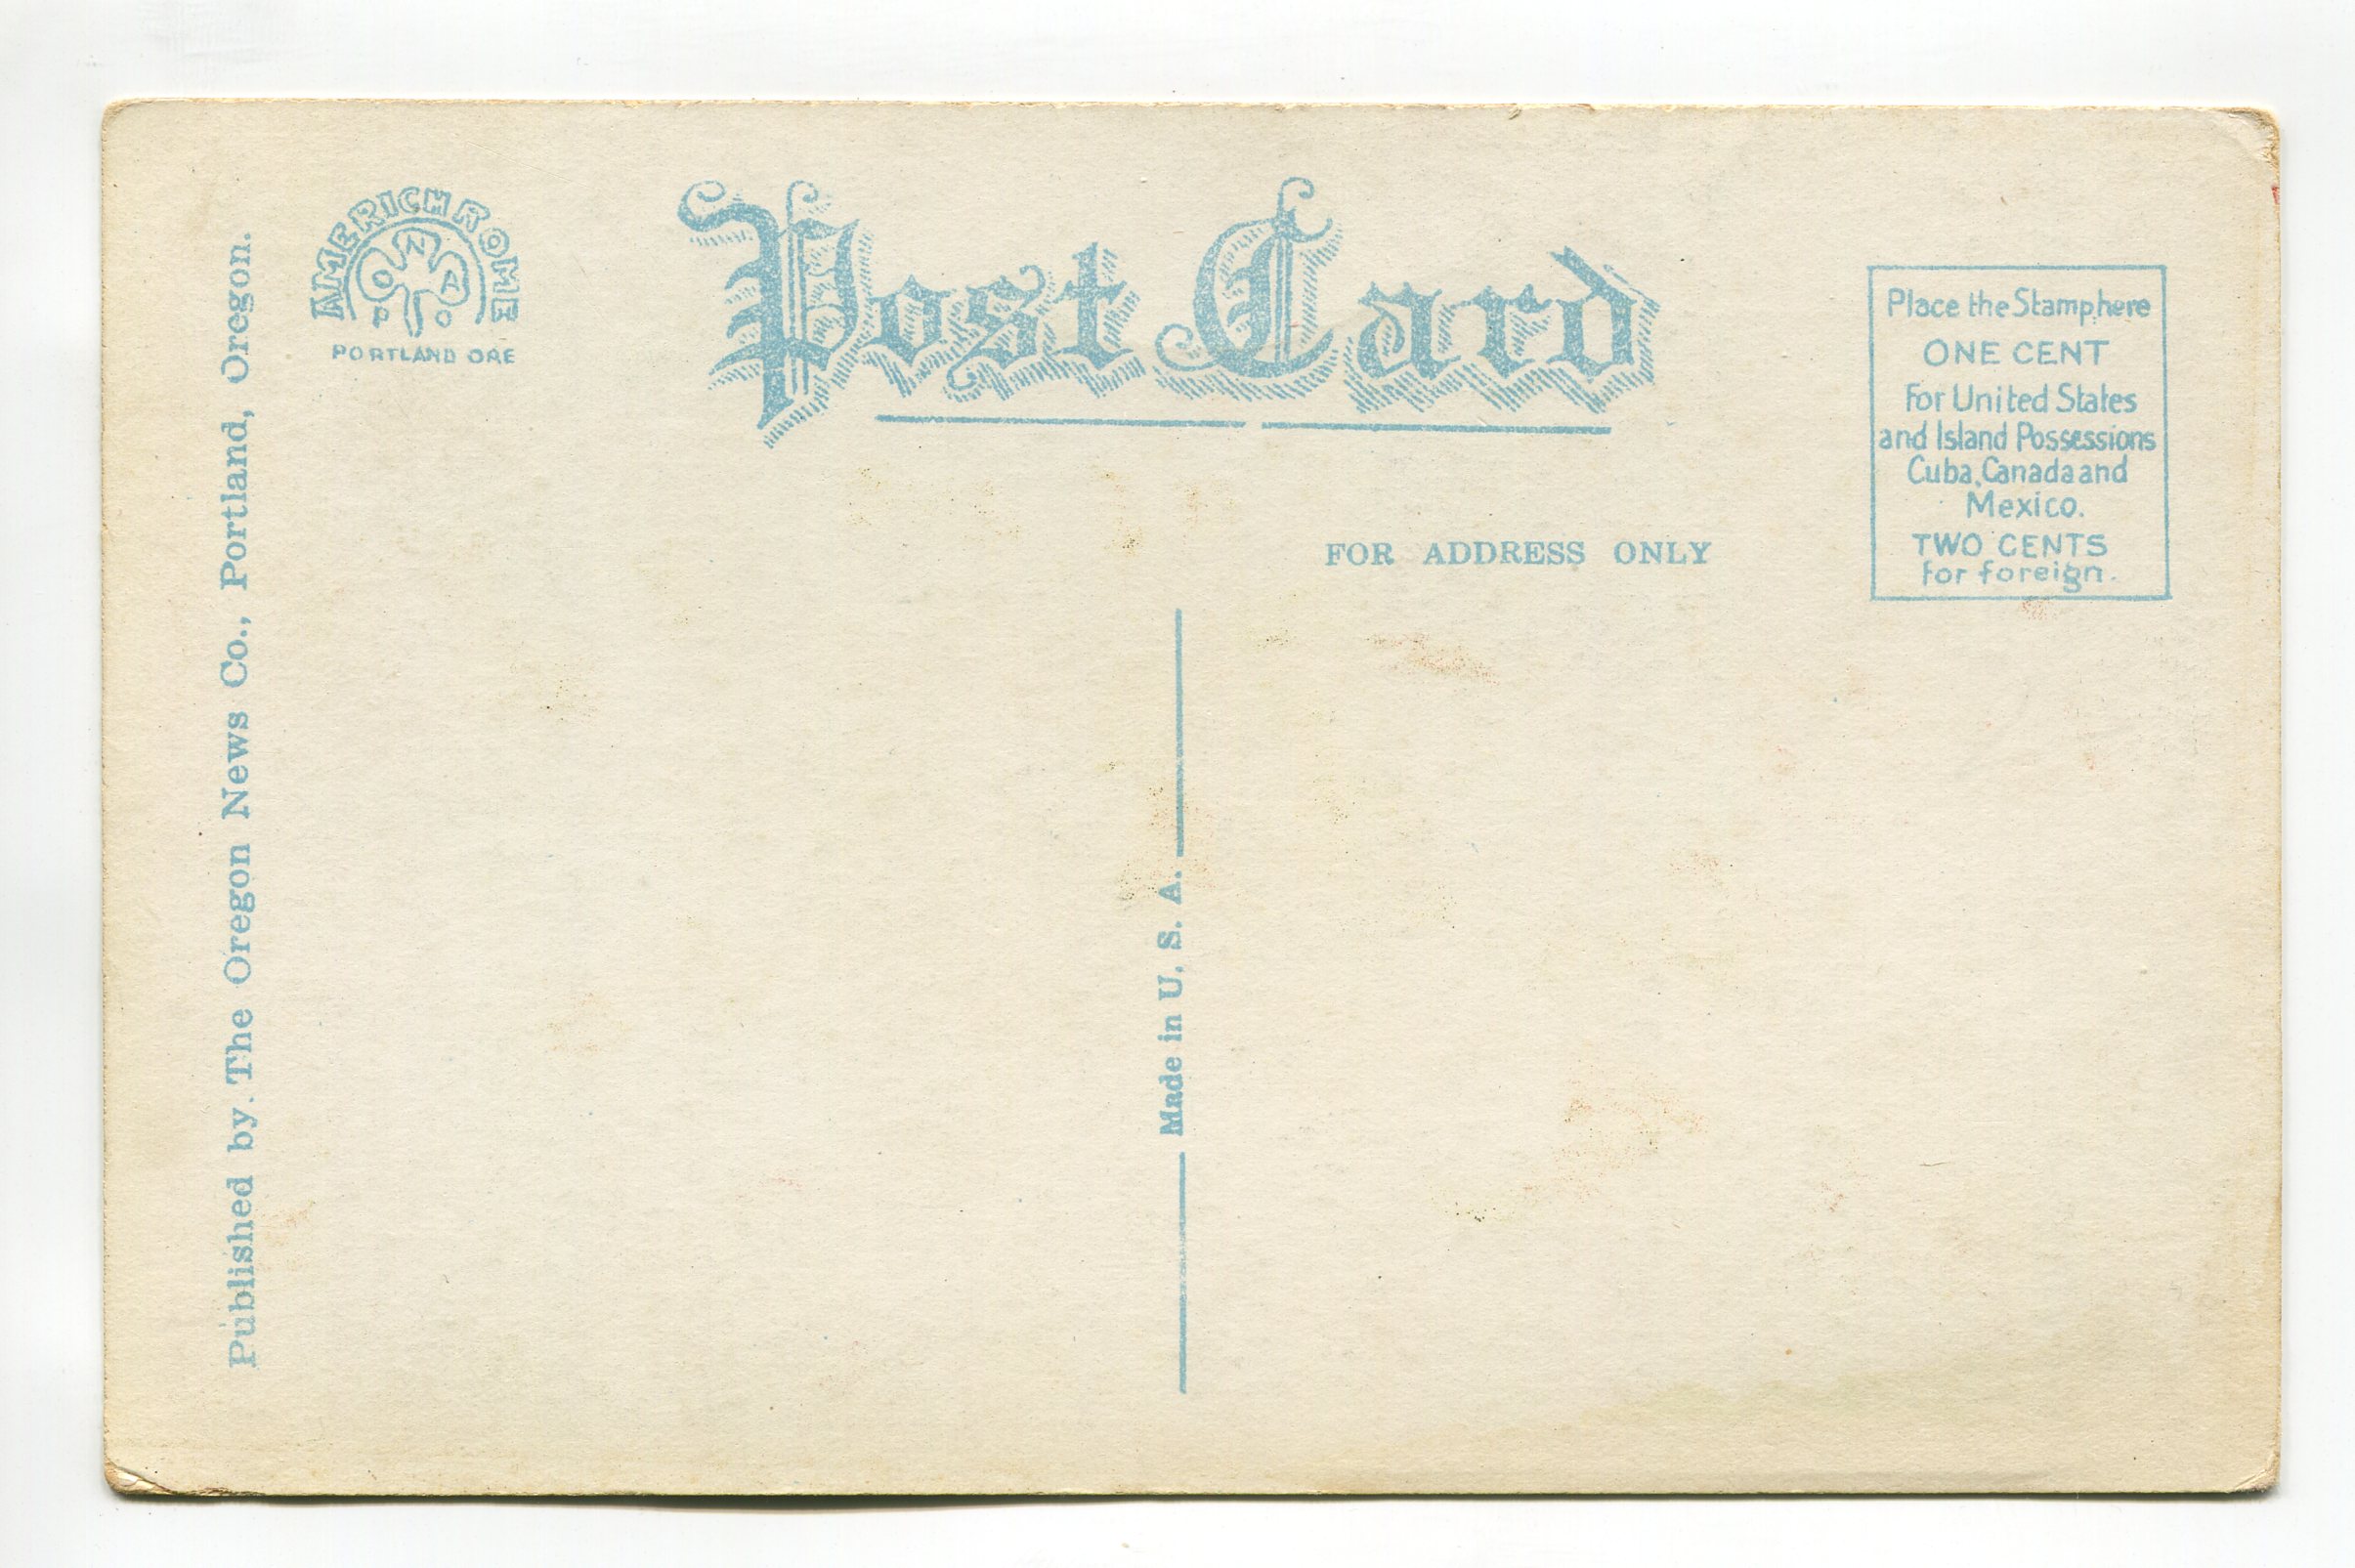 Published by The Oregon News Co., Portland, Oregon.
AMERICHROME
PORTLAND ORE
Post Card
FOR ADDRESS ONLY
Place the Stamp here
ONE CENT
For United States
and Island Possessions
Cuba, Canada and
Mexico.
TWO CENTS
for foreign.
Made in U. S. A.